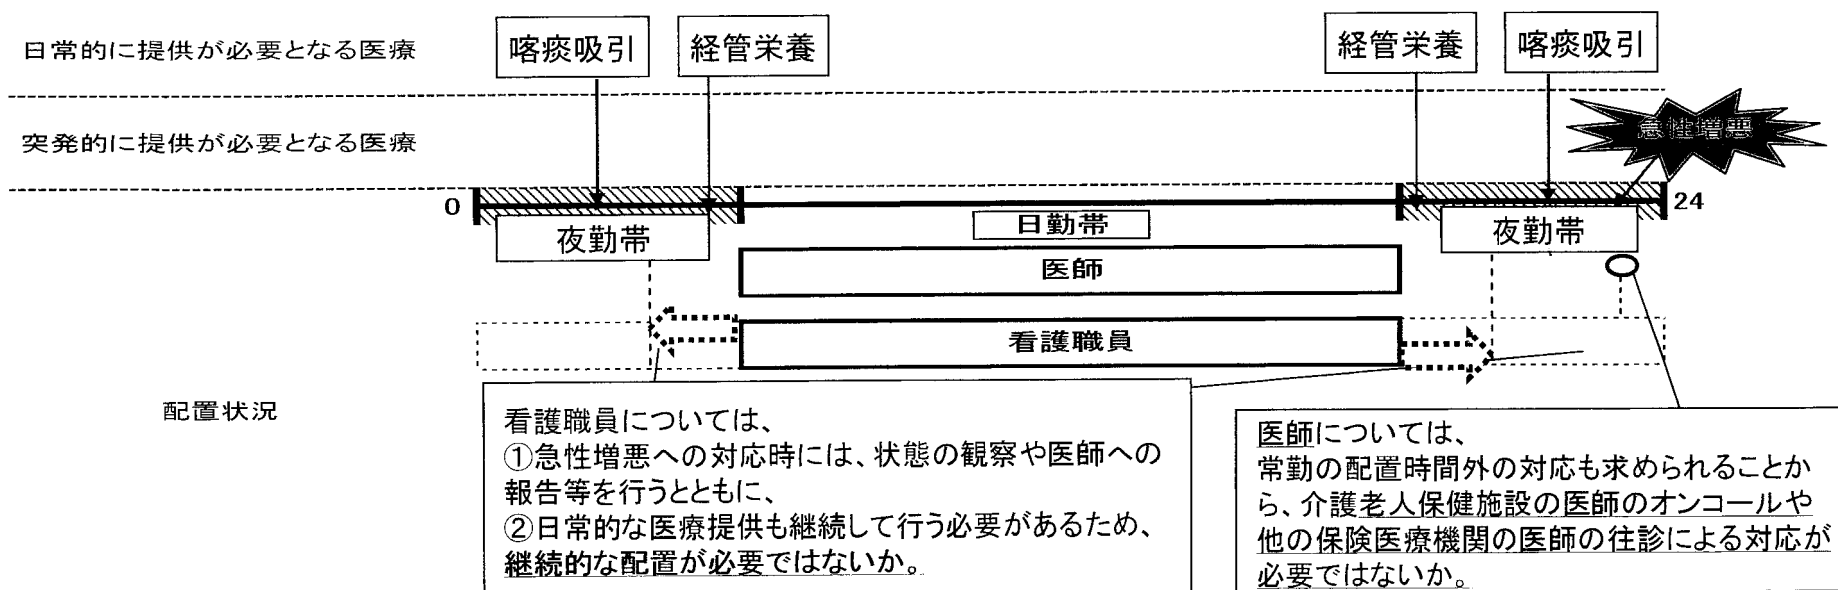 日常的に提供が必要となる医療
喀痰吸引
経管栄養
経管栄養
喀痰吸引
突発的に提供が必要となる医療
急性増悪
0
24
夜勤帯
日勤帯
夜勤帯
医師
看護職員
配置状況
看護職員については、
①急性増悪への対応時には、状態の観察や医師への
報告等を行うとともに、
②日常的な医療提供も継続して行う必要があるため、
継続的な配置が必要ではないか。
医師については、
常勤の配置時間外の対応も求められることか
ら、介護老人保健施設の医師のオンコールや
他の保険医療機関の医師の往診による対応が
必要ではないか。